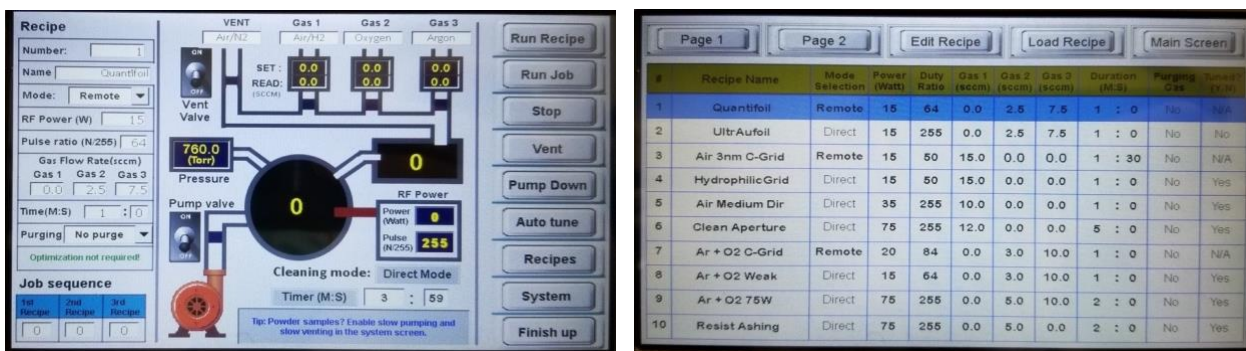 Recipe
Number: 1
Name Quantifoil
Mode: Remote
RF Power (W) 15
Pulse ratio (N/255) 64
Gas Flow Rate(sccm)
Gas 1 Gas 2 Gas 3
0.0 2.5 7.5
Time(M:S) 1 : 0
Purging No purge
Optimization not required!
Job sequence
1st Recipe 2nd Recipe 3rd Recipe
0 0 0
VENT Gas 1 Gas 2 Gas 3
Air/N2 Air/H2 Oxygen Argon
ON
OFF
Vent Valve
SET : 0.0 0.0 0.0
READ: 0.0 0.0 0.0
(SCCM)
760.0
(Torr)
Pressure
0
Pump valve
ON
OFF
0
RF Power
Power (Watt) 0
Pulse (N/255) 255
Cleaning mode: Direct Mode
Timer (M:S) 3 : 59
Tip: Powder samples? Enable slow pumping and
slow venting in the system screen.
Run Recipe
Run Job
Stop
Vent
Pump Down
Auto tune
Recipes
System
Finish up
Page 1 Page 2 Edit Recipe Load Recipe Main Screen
# Recipe Name Mode Selection Power (Watt) Duty Ratio Gas 1 (sccm) Gas 2 (sccm) Gas 3 (sccm) Duration (M:S) Purging Gas Tuned? (Y, N)
1 Quantifoil Remote 15 64 0.0 2.5 7.5 1 : 0 No N/A
2 UltrAufoil Direct 15 255 0.0 2.5 7.5 1 : 0 No No
3 Air 3nm C-Grid Remote 15 50 15.0 0.0 0.0 1 : 30 No N/A
4 HydrophilicGrid Direct 15 50 15.0 0.0 0.0 1 : 0 No Yes
5 Air Medium Dir Direct 35 255 10.0 0.0 0.0 1 : 0 No Yes
6 Clean Aperture Direct 75 255 12.0 0.0 0.0 5 : 0 No Yes
7 Ar + O2 C-Grid Remote 20 84 0.0 3.0 10.0 1 : 0 No N/A
8 Ar + O2 Weak Direct 15 64 0.0 3.0 10.0 1 : 0 No Yes
9 Ar + O2 75W Direct 75 255 0.0 5.0 10.0 2 : 0 No Yes
10 Resist Ashing Direct 75 255 0.0 5.0 0.0 2 : 0 No Yes